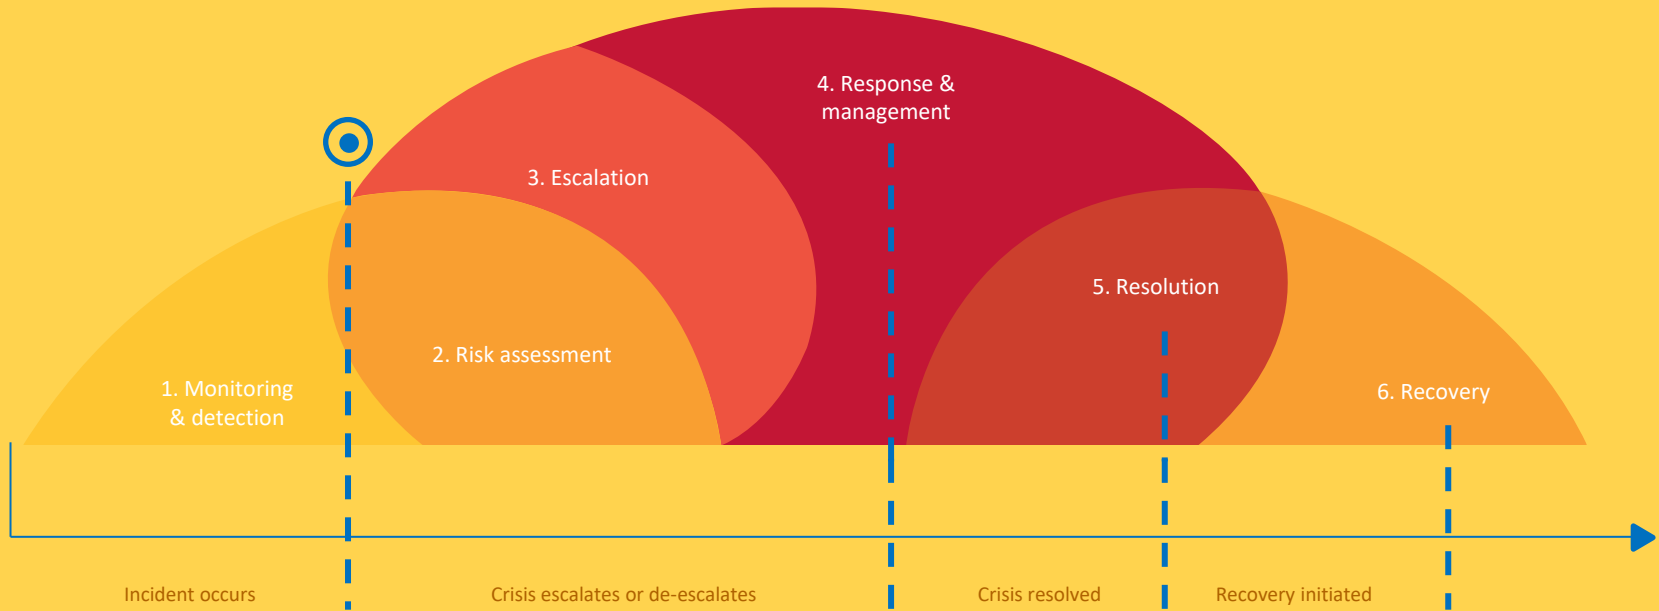 4. Response &
management
3. Escalation
5. Resolution
2. Risk assessment
1. Monitoring
& detection
6. Recovery
Incident occurs
Crisis escalates or de-escalates
Crisis resolved
Recovery initiated